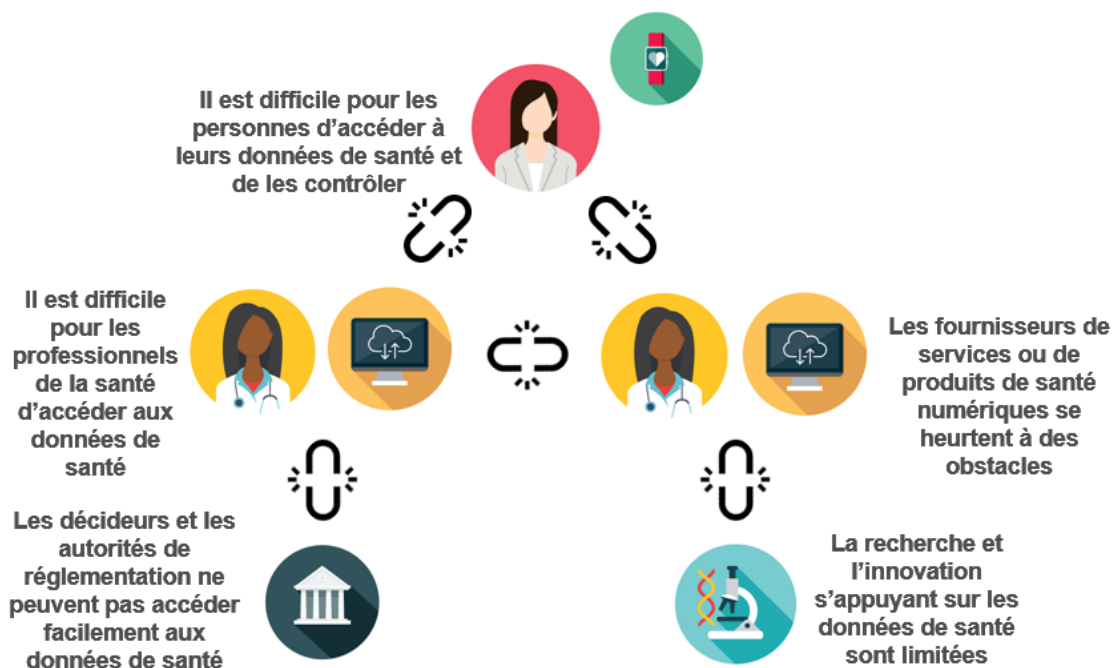 Il est difficile pour les
personnes d'accéder à
leurs données de santé et
de les contrôler
Il est difficile
pour les
professionnels
de la santé
d'accéder aux
données de
santé
Les fournisseurs de
services ou de
produits de santé
numériques se
heurtent à des
obstacles
Les décideurs et les
autorités de
réglementation ne
peuvent pas accéder
facilement aux
données de santé
La recherche et
l'innovation
s'appuyant sur les
données de santé
sont limitées